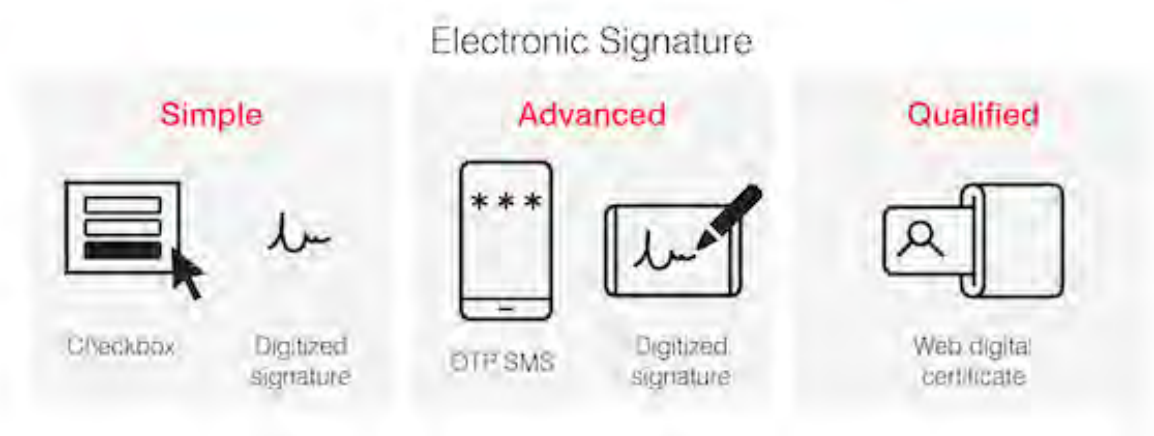 Electronic Signature
Simple
Advanced
Qualified
* * *
Checkbox
Digitized
signature
OTP SMS
Digitized
signature
Web digital
certificate